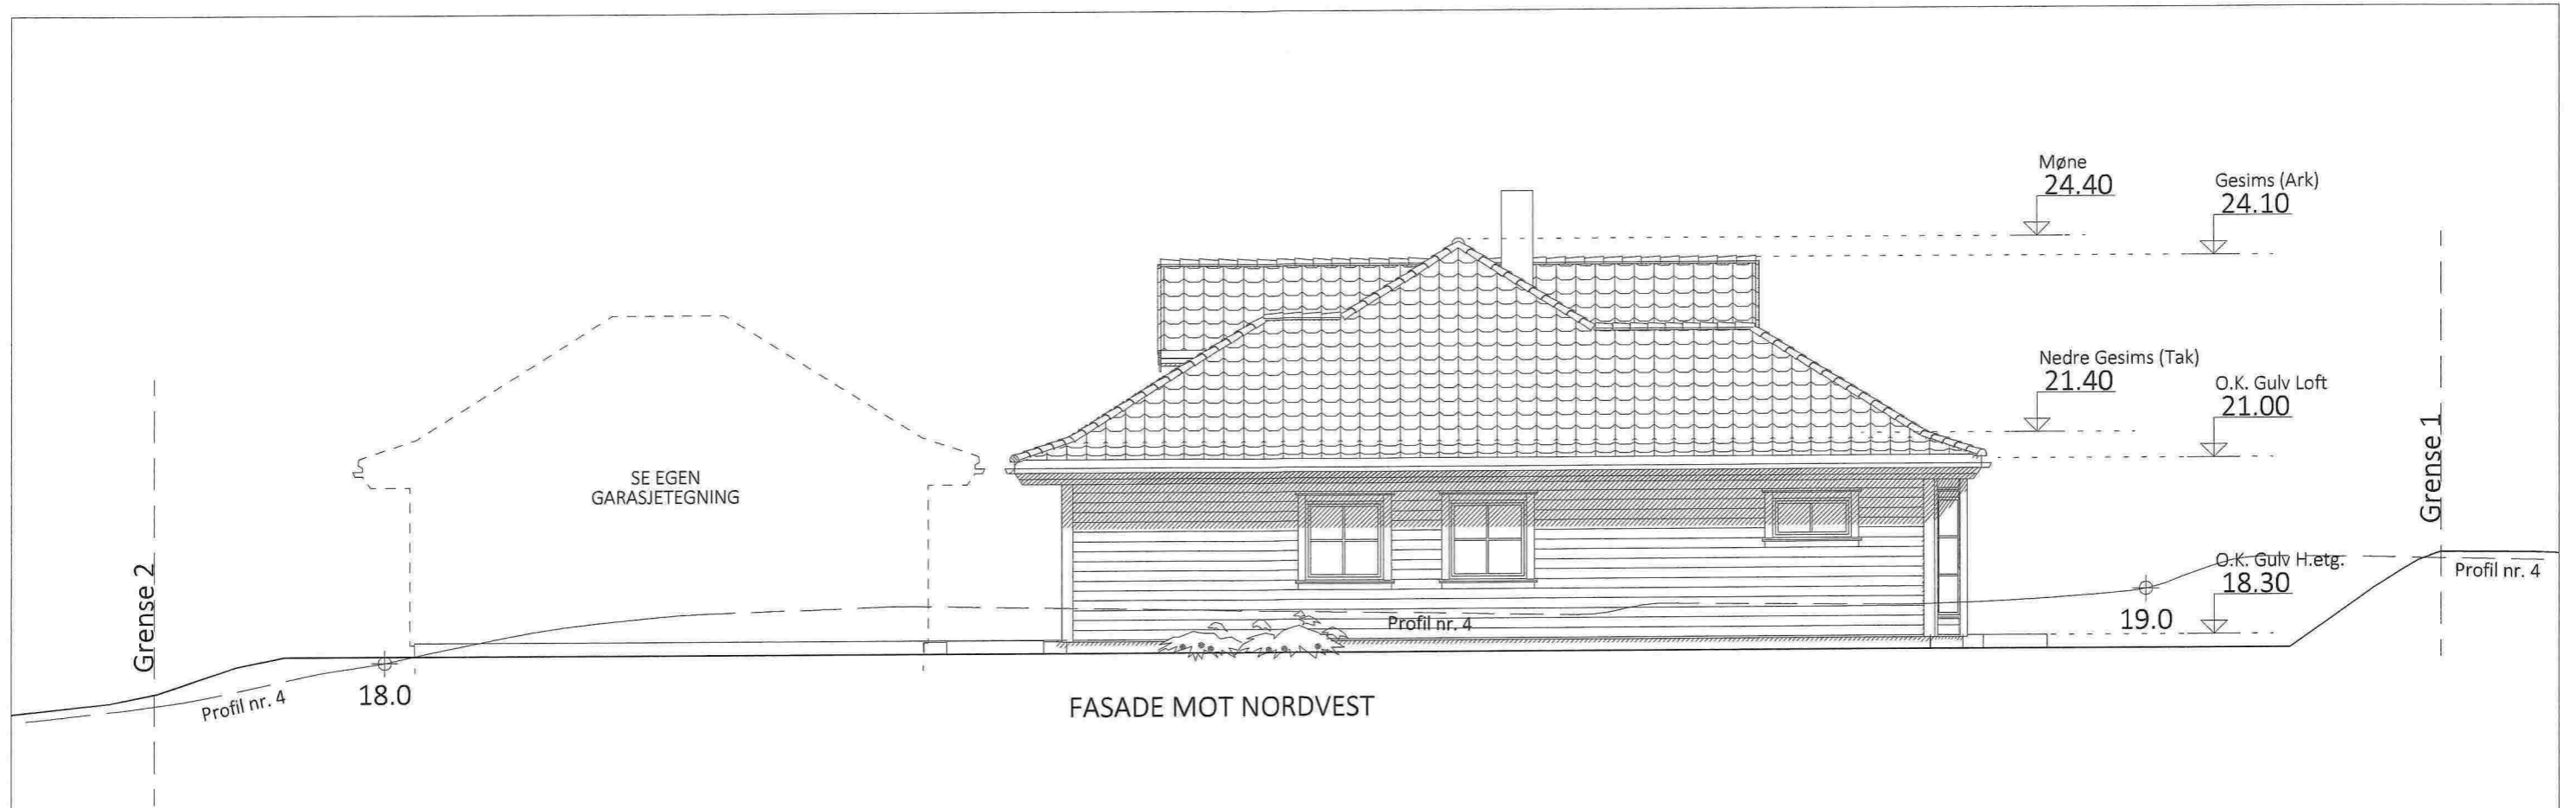 Møne
24.40
Gesims (Ark)
24.10
Nedre Gesims (Tak)
21.40
O.K. Gulv Loft
21.00
SE EGEN
GARASJETEGNING
Grense 1
Grense 2
O.K. Gulv H.etg.
18.30
Profil nr. 4
19.0
Profil nr. 4
18.0
Profil nr. 4
FASADE MOT NORDVEST